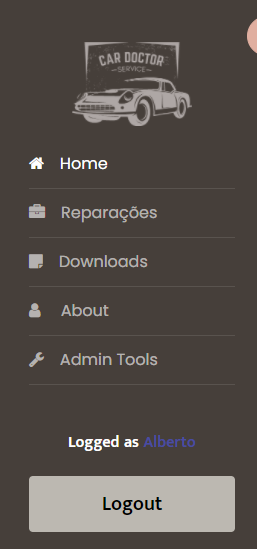 CAR DOCTOR
SERVICE
Home
Reparações
Downloads
About
Admin Tools
Logged as Alberto
Logout